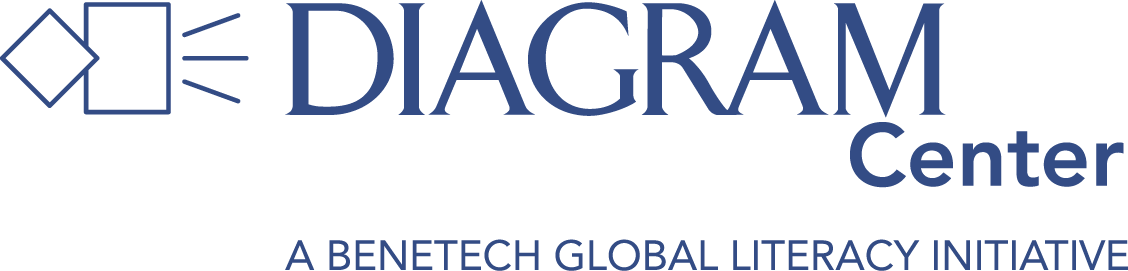 DIAGRAM
Center
A BENETECH GLOBAL LITERACY INITIATIVE